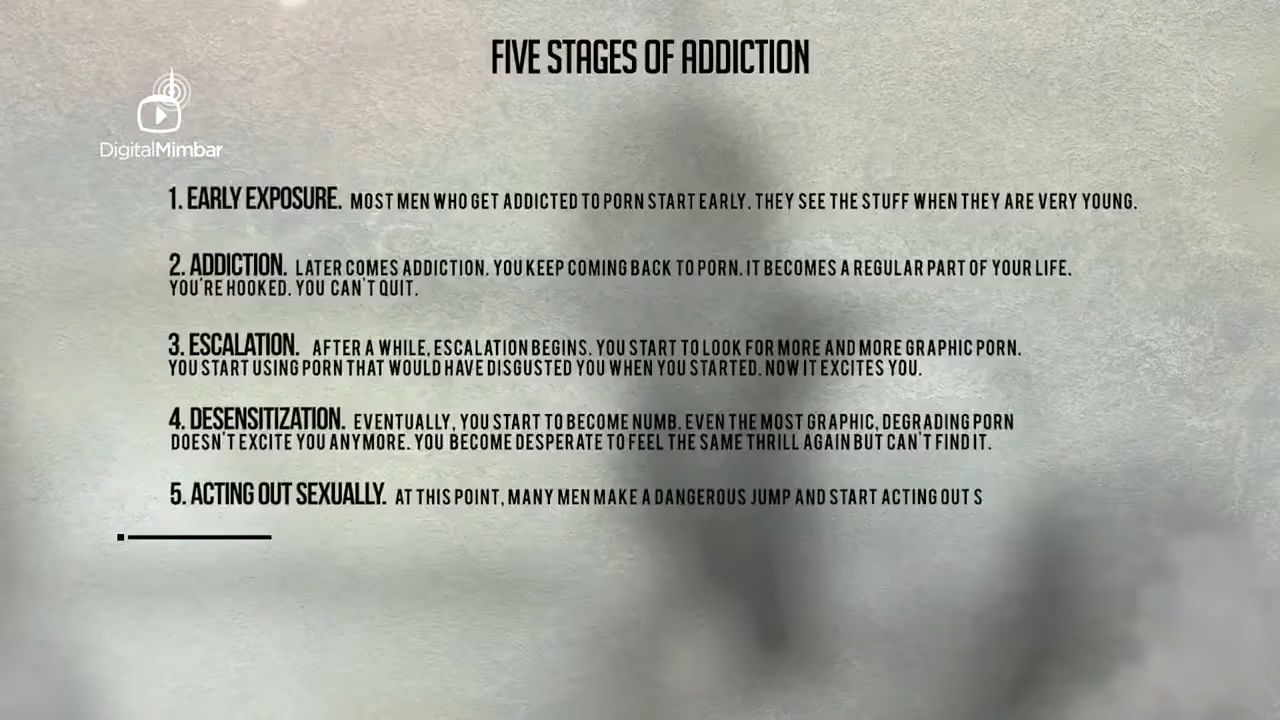 FIVE STAGES OF ADDICTION
DigitalMimbar
1. EARLY EXPOSURE. MOST MEN WHO GET ADDICTED TO PORN START EARLY. THEY SEE THE STUFF WHEN THEY ARE VERY YOUNG.
2. ADDICTION. LATER COMES ADDICTION. YOU KEEP COMING BACK TO PORN. IT BECOMES A REGULAR PART OF YOUR LIFE.
YOU'RE HOOKED. YOU CAN'T QUIT.
3. ESCALATION. AFTER A WHILE, ESCALATION BEGINS. YOU START TO LOOK FOR MORE AND MORE GRAPHIC PORN.
YOU START USING PORN THAT WOULD HAVE DISGUSTED YOU WHEN YOU STARTED. NOW IT EXCITES YOU.
4. DESENSITIZATION. EVENTUALLY, YOU START TO BECOME NUMB. EVEN THE MOST GRAPHIC, DEGRADING PORN
DOESN'T EXCITE YOU ANYMORE. YOU BECOME DESPERATE TO FEEL THE SAME THRILL AGAIN BUT CAN'T FIND IT.
5. ACTING OUT SEXUALLY. AT THIS POINT, MANY MEN MAKE A DANGEROUS JUMP AND START ACTING OUT S